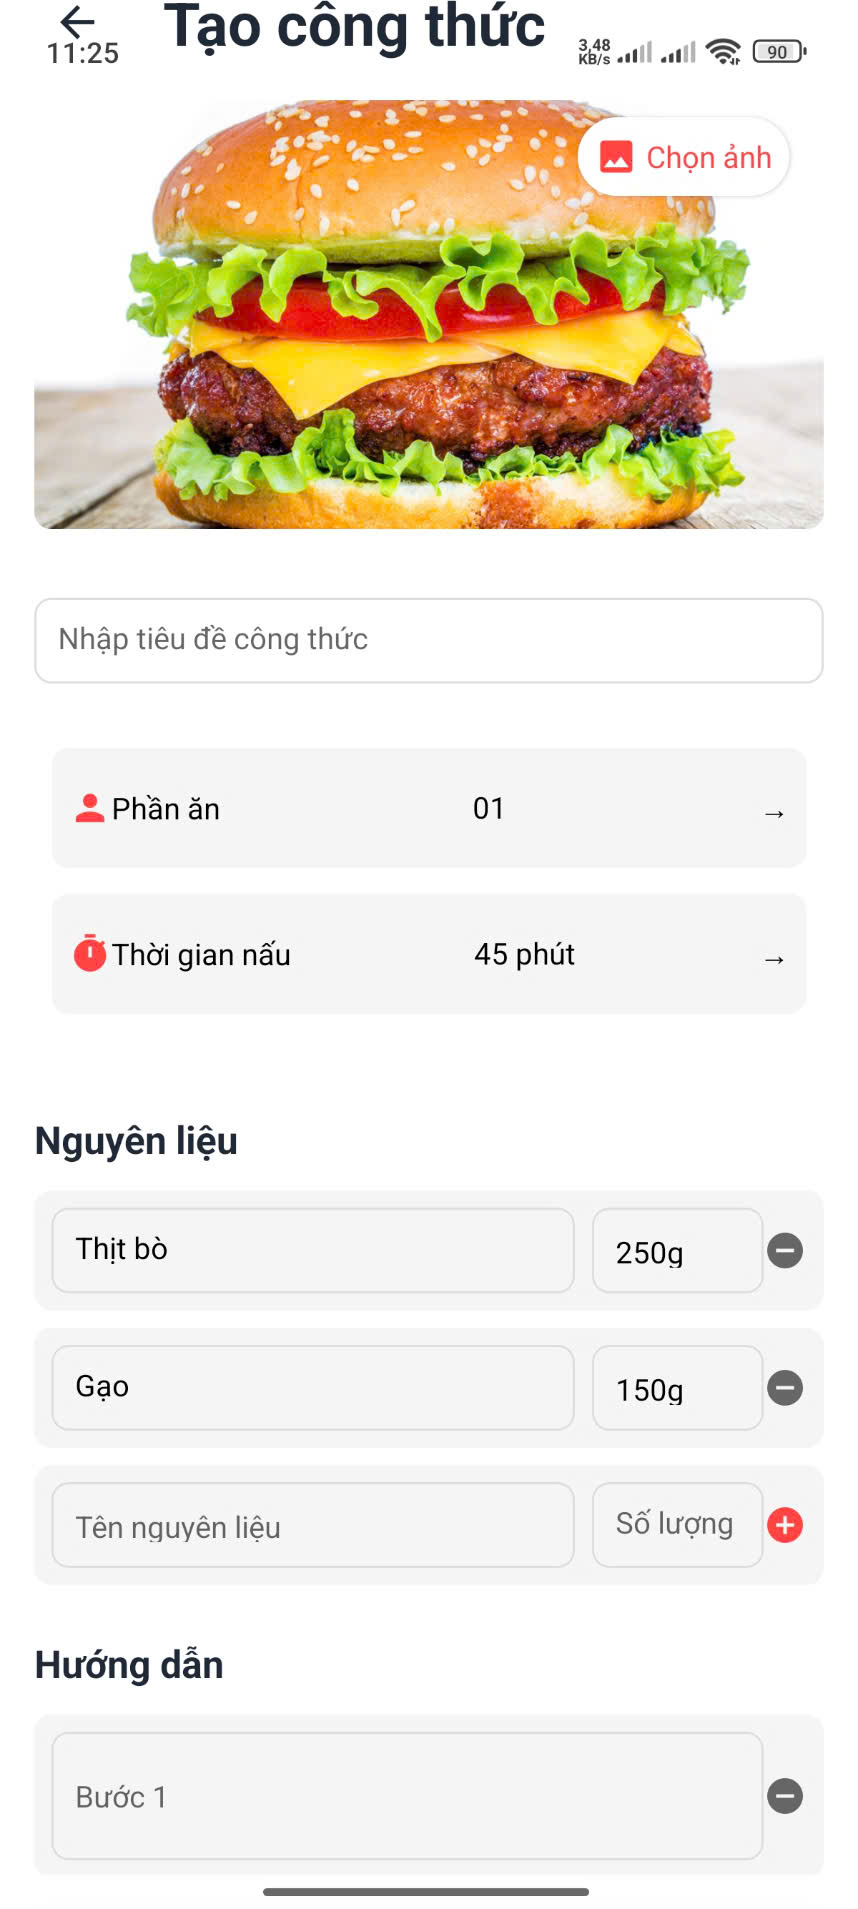 Tạo công thức
11:25
3,48
KB/s
90
Chọn ảnh
Nhập tiêu đề công thức
Phần ăn 01 →
Thời gian nấu 45 phút →
Nguyên liệu
Thịt bò 250g
Gạo 150g
Tên nguyên liệu Số lượng
Hướng dẫn
Bước 1